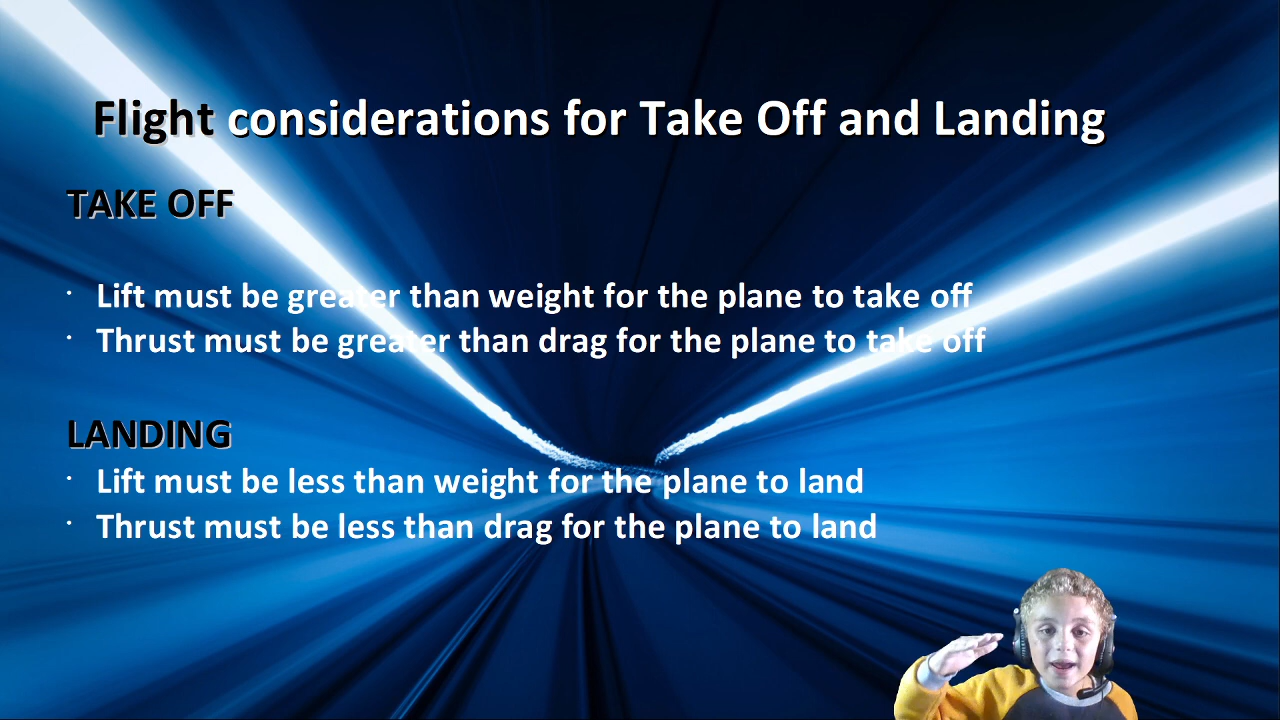 Flight considerations for Take Off and Landing
TAKE OFF
· Lift must be greater than weight for the plane to take off
· Thrust must be greater than drag for the plane to take off
LANDING
· Lift must be less than weight for the plane to land
· Thrust must be less than drag for the plane to land